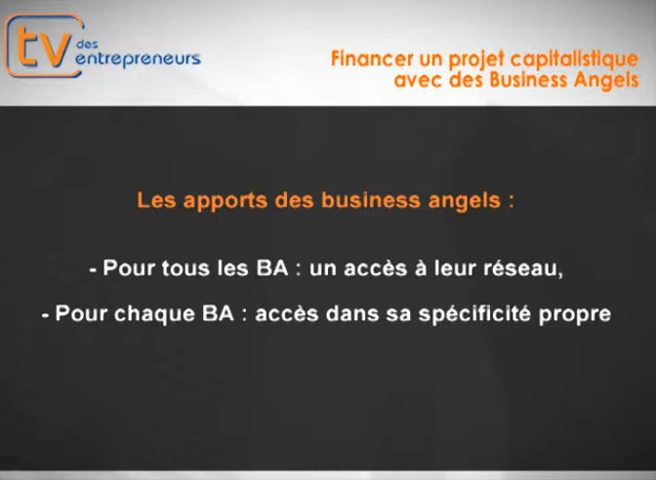 tv des entrepreneurs
Financer un projet capitalistique
avec des Business Angels
Les apports des business angels :
- Pour tous les BA : un accès à leur réseau,
- Pour chaque BA : accès dans sa spécificité propre